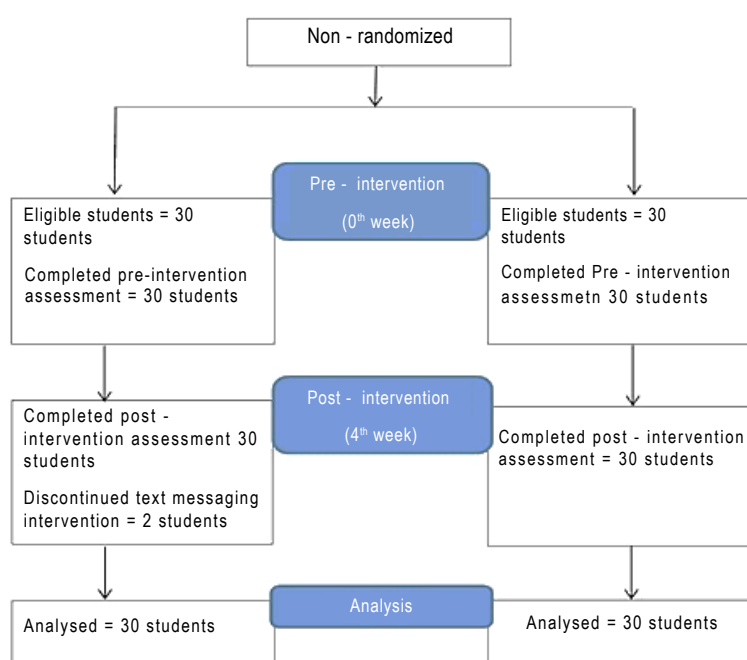 Non - randomized
Pre - intervention
(0th week)
Eligible students = 30
students
Completed pre-intervention
assessment = 30 students
Eligible students = 30
students
Completed Pre - intervention
assessmetn 30 students
Post - intervention
(4th week)
Completed post -
intervention assessment 30
students
Discontinued text messaging
intervention = 2 students
Completed post - intervention
assessment = 30 students
Analysis
Analysed = 30 students
Analysed = 30 students